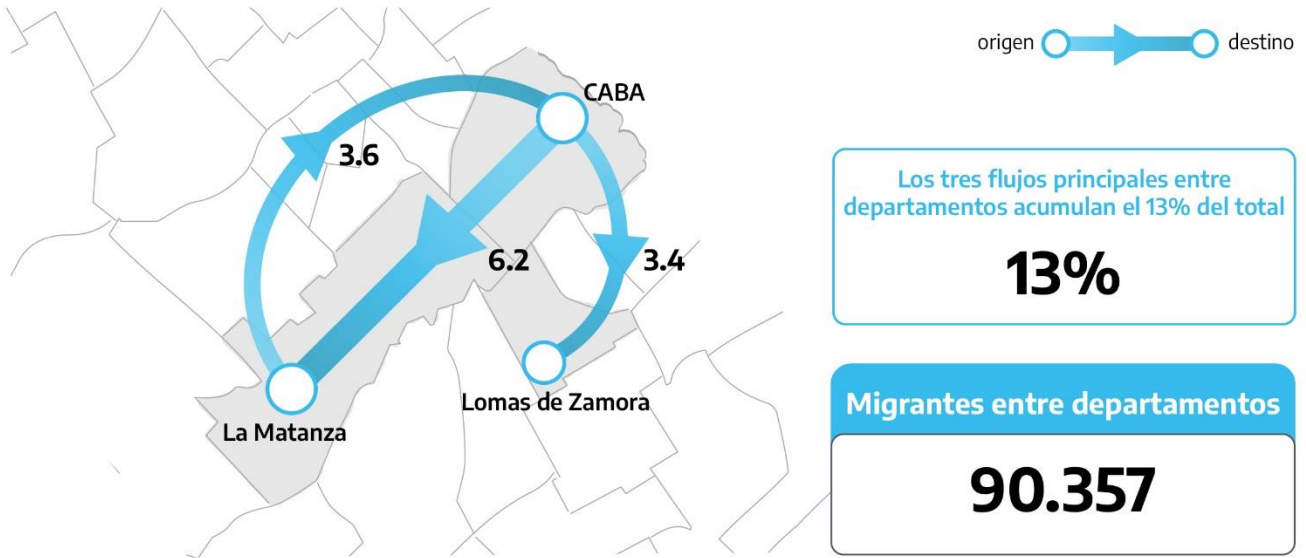 origen
destino
CABA
3.6
6.2
3.4
Lomas de Zamora
La Matanza
Los tres flujos principales entre
departamentos acumulan el 13% del total
13%
Migrantes entre departamentos
90.357